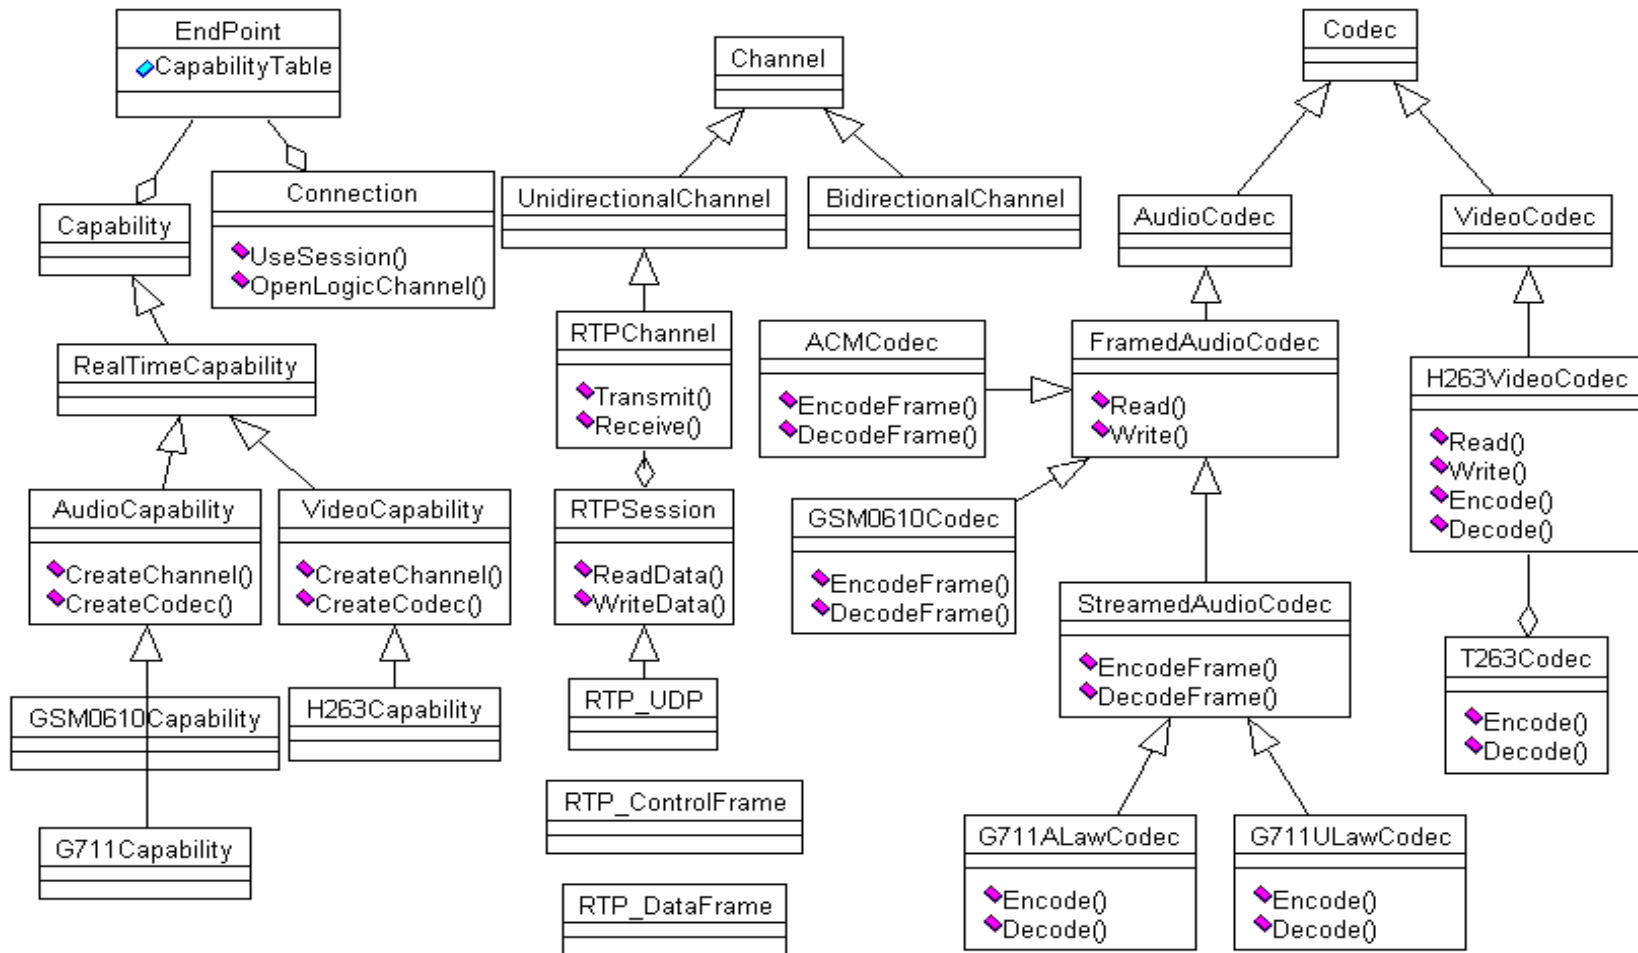 EndPoint
CapabilityTable
Channel
Codec
Capability
Connection
UseSession()
OpenLogicChannel()
UnidirectionalChannel
BidirectionalChannel
AudioCodec
VideoCodec
RealTimeCapability
RTPChannel
Transmit()
Receive()
ACMCodec
EncodeFrame()
DecodeFrame()
FramedAudioCodec
Read()
Write()
H263VideoCodec
Read()
Write()
Encode()
Decode()
AudioCapability
CreateChannel()
CreateCodec()
VideoCapability
CreateChannel()
CreateCodec()
RTPSession
ReadData()
WriteData()
GSM0610Codec
EncodeFrame()
DecodeFrame()
StreamedAudioCodec
EncodeFrame()
DecodeFrame()
T263Codec
Encode()
Decode()
GSM0610Capability
H263Capability
RTP_UDP
RTP_ControlFrame
G711Capability
G711ALawCodec
Encode()
Decode()
G711ULawCodec
Encode()
Decode()
RTP_DataFrame